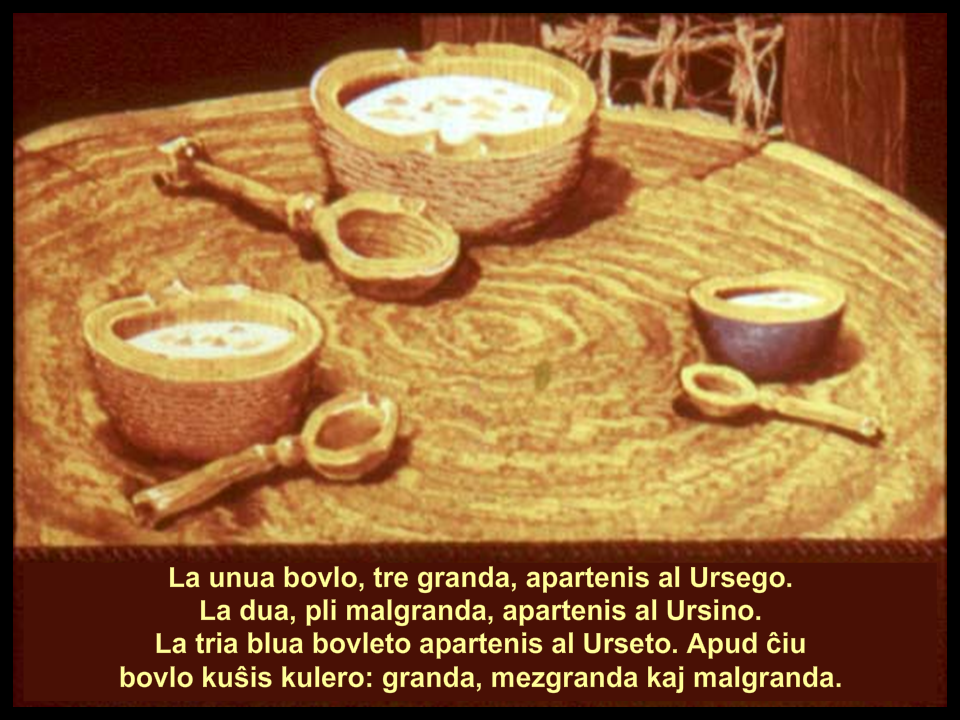 La unua bovlo, tre granda, apartenis al Ursego.
La dua, pli malgranda, apartenis al Ursino.
La tria blua bovleto apartenis al Urseto. Apud ĉiu
bovlo kuŝis kulero: granda, mezgranda kaj malgranda.